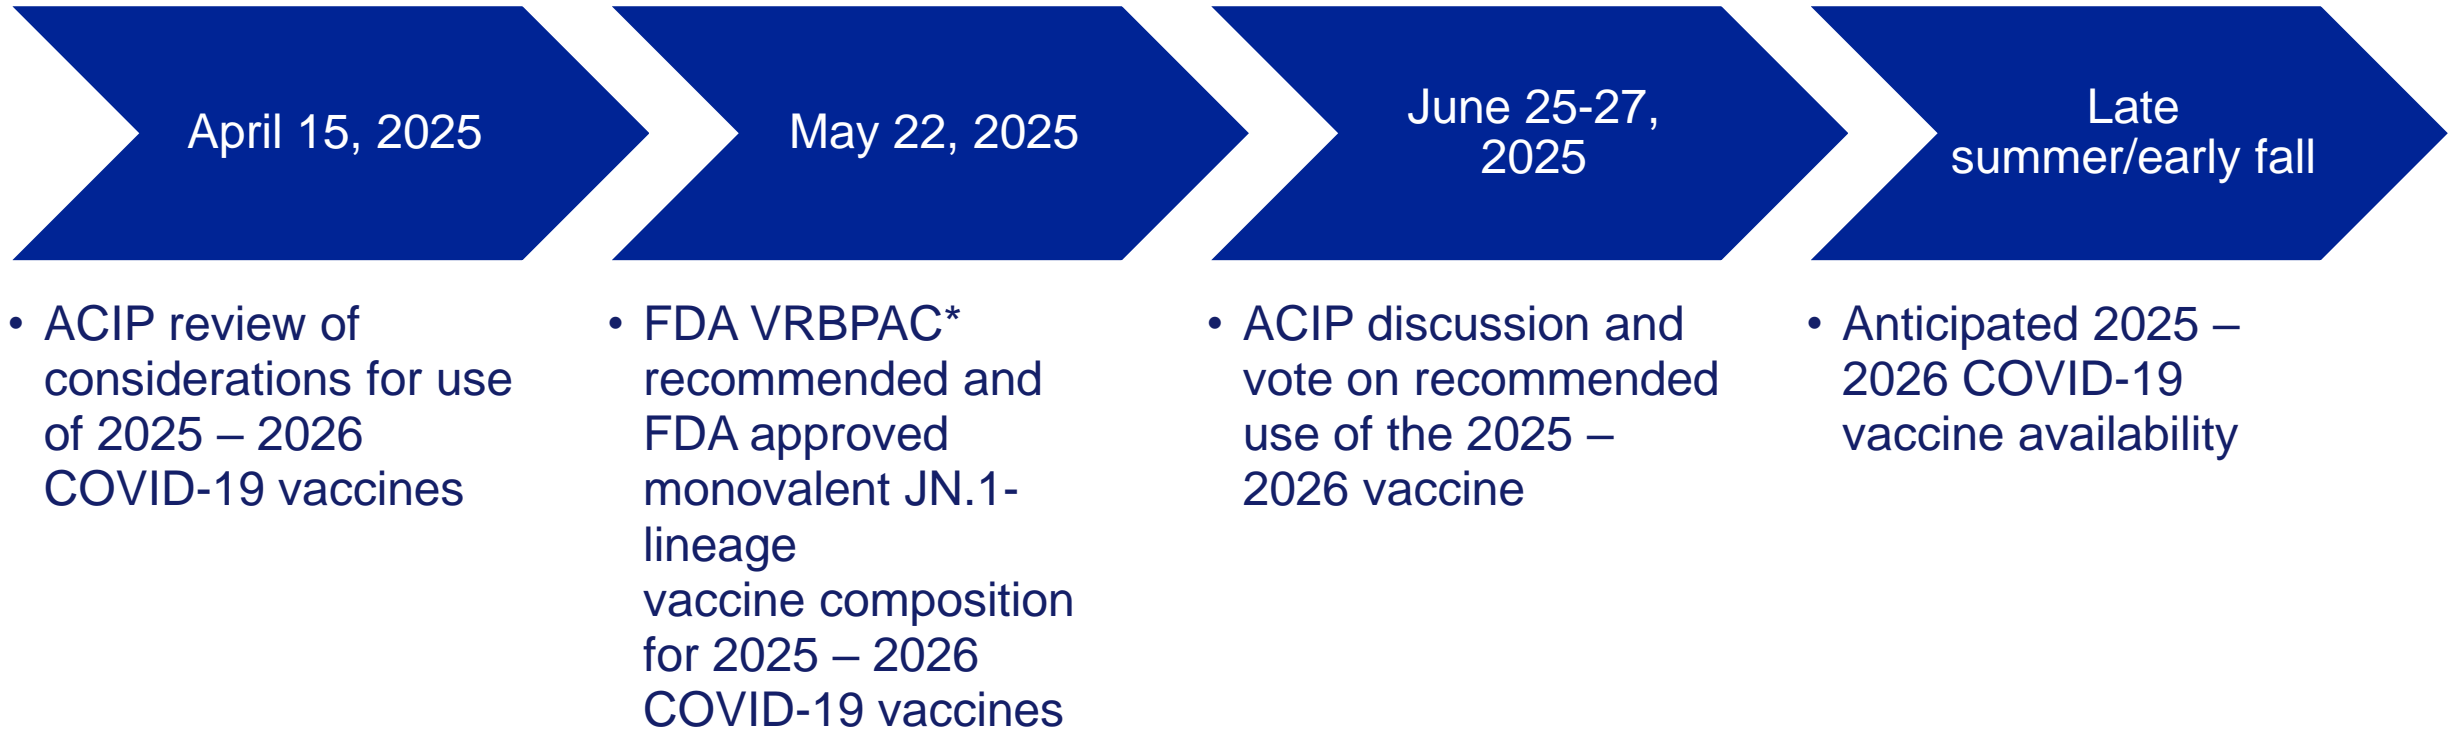 April 15, 2025
• ACIP review of
considerations for use
of 2025 – 2026
COVID-19 vaccines
May 22, 2025
• FDA VRBPAC*
recommended and
FDA approved
monovalent JN.1-
lineage
vaccine composition
for 2025 – 2026
COVID-19 vaccines
June 25-27,
2025
• ACIP discussion and
vote on recommended
use of the 2025 –
2026 vaccine
Late
summer/early fall
• Anticipated 2025 –
2026 COVID-19
vaccine availability